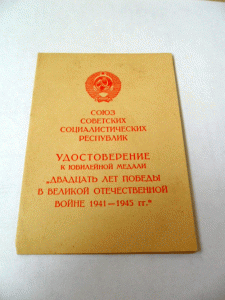 СОЮЗ
СОВЕТСКИХ
СОЦИАЛИСТИЧЕСКИХ
РЕСПУБЛИК
УДОСТОВЕРЕНИЕ
К ЮБИЛЕЙНОЙ МЕДАЛИ
„ДВАДЦАТЬ ЛЕТ ПОБЕДЫ
В ВЕЛИКОЙ ОТЕЧЕСТВЕННОЙ
ВОЙНЕ 1941—1945 гг.“